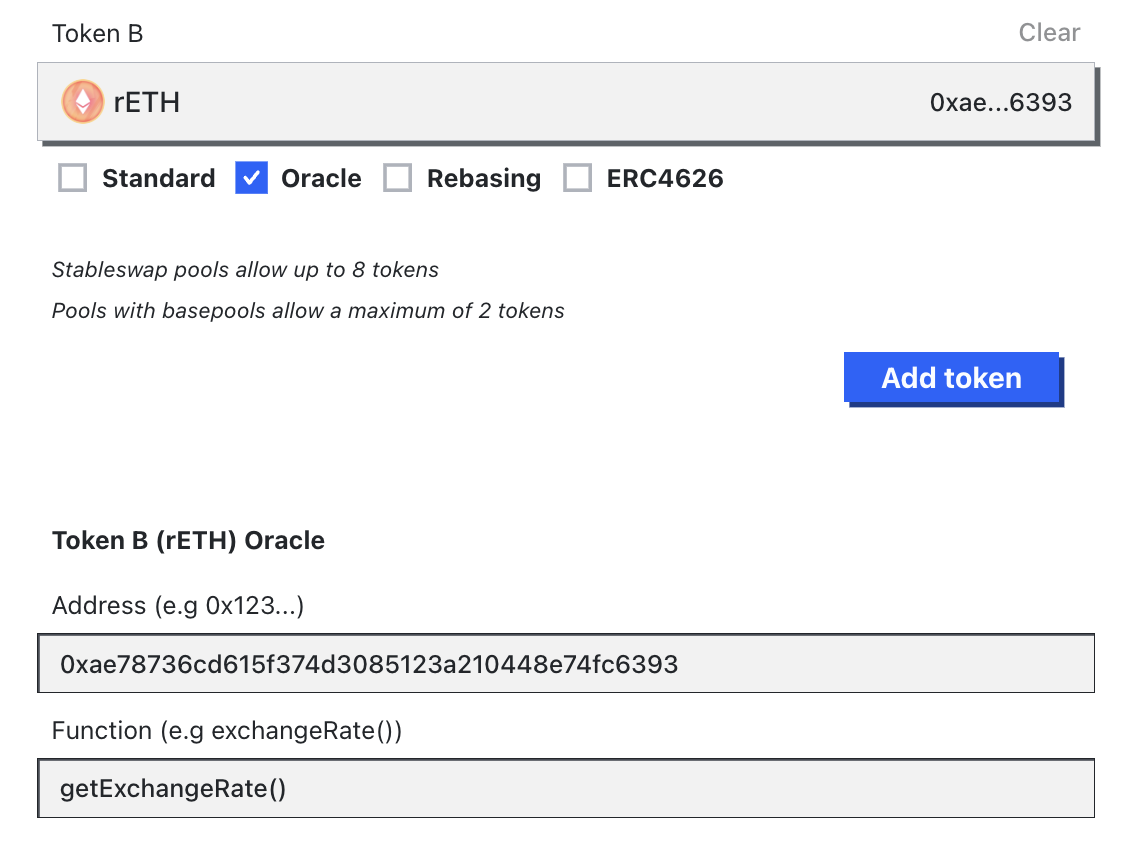 Token B Clear
rETH 0xae...6393
Standard Oracle Rebasing ERC4626
Stableswap pools allow up to 8 tokens
Pools with basepools allow a maximum of 2 tokens
Add token
Token B (rETH) Oracle
Address (e.g 0x123...)
0xae78736cd615f374d3085123a210448e74fc6393
Function (e.g exchangeRate())
getExchangeRate()